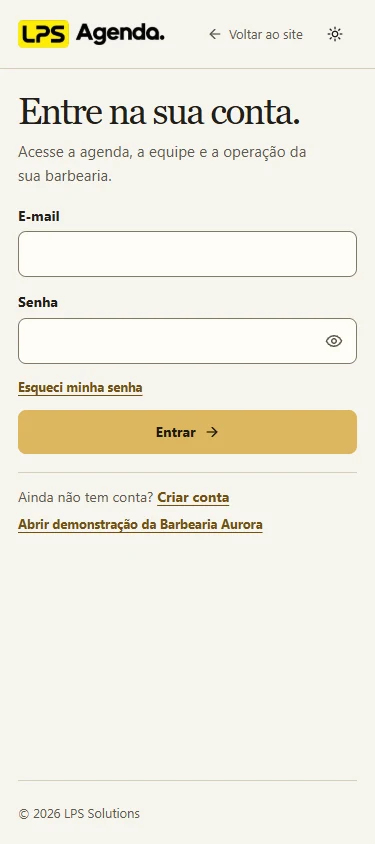 LPS Agenda.
Voltar ao site
Entre na sua conta.
Acesse a agenda, a equipe e a operação da
sua barbearia.
E-mail
Senha
Esqueci minha senha
Entrar
Ainda não tem conta? Criar conta
Abrir demonstração da Barbearia Aurora
© 2026 LPS Solutions